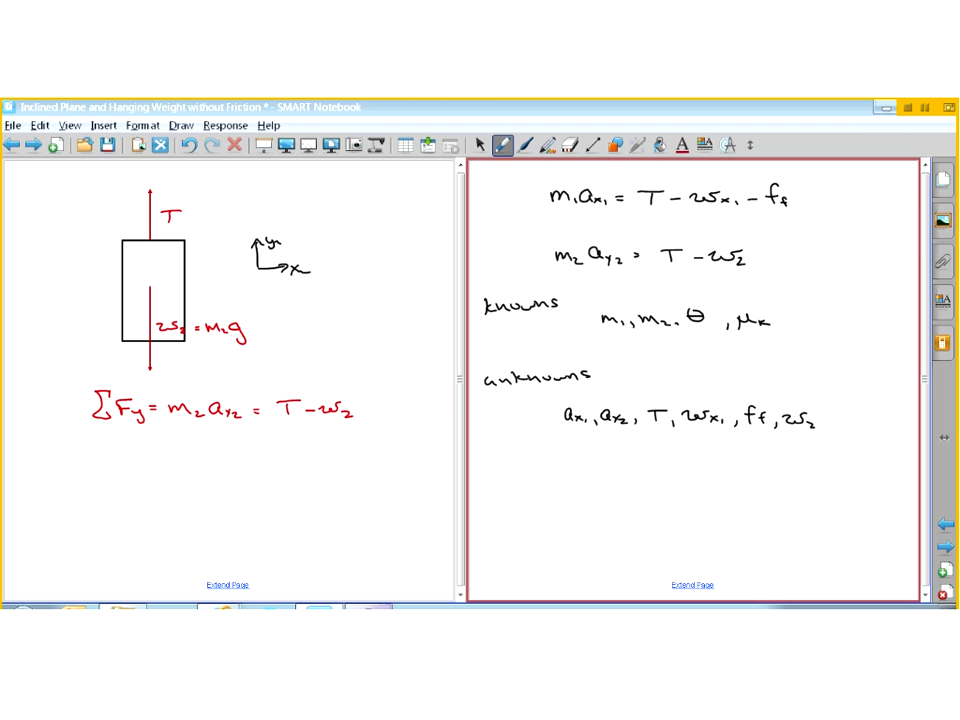 Inclined Plane and Hanging Weight without Friction * - SMART Notebook
File Edit View Insert Format Draw Response Help
T
y
x
w₂ = m₂g
ΣFy = m₂ay₂ = T - w₂
Extend Page
m₁ax₁ = T - wx₁ - ff
m₂ay₂ = T - w₂
knowns
m₁, m₂, θ, μk
unknowns
ax₁, ax₂, T, wx₁, ff, w₂
Extend Page